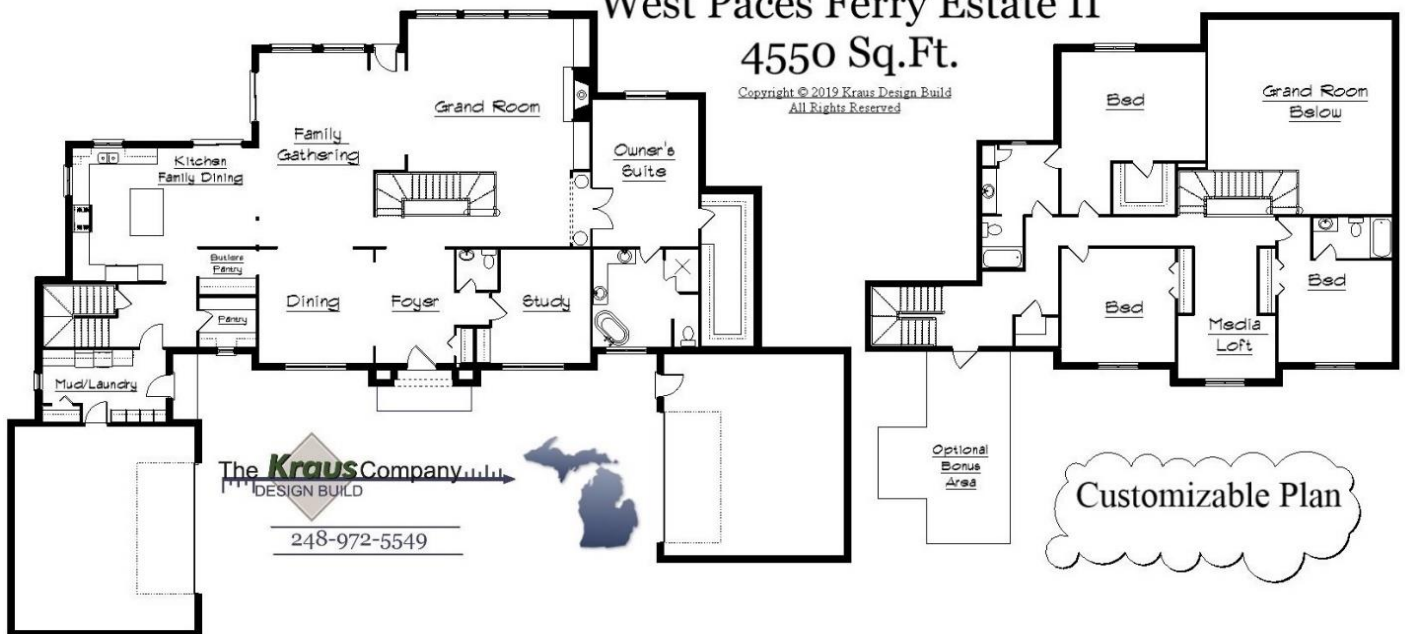 West Paces Ferry Estate II
4550 Sq.Ft.
Copyright © 2019 Kraus Design Build
All Rights Reserved
Grand Room
Family
Gathering
Kitchen
Family Dining
Owner's
Suite
Butlers
Pantry
Pantry
Dining
Foyer
Study
Mud/Laundry
Bed
Grand Room
Below
Bed
Media
Loft
Bed
Optional
Bonus
Area
The Kraus Company
DESIGN BUILD
248-972-5549
Customizable Plan